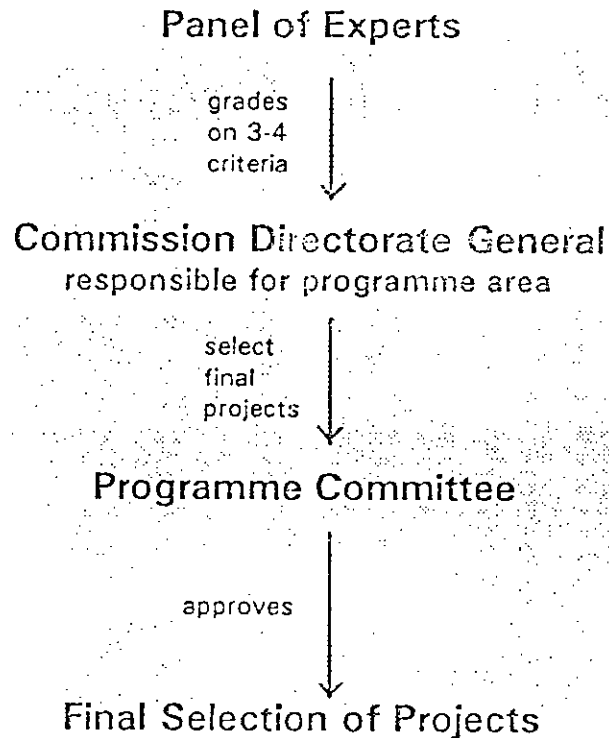 Panel of Experts
grades
on 3-4
criteria
Commission Directorate General
responsible for programme area
select
final
projects
Programme Committee
approves
Final Selection of Projects